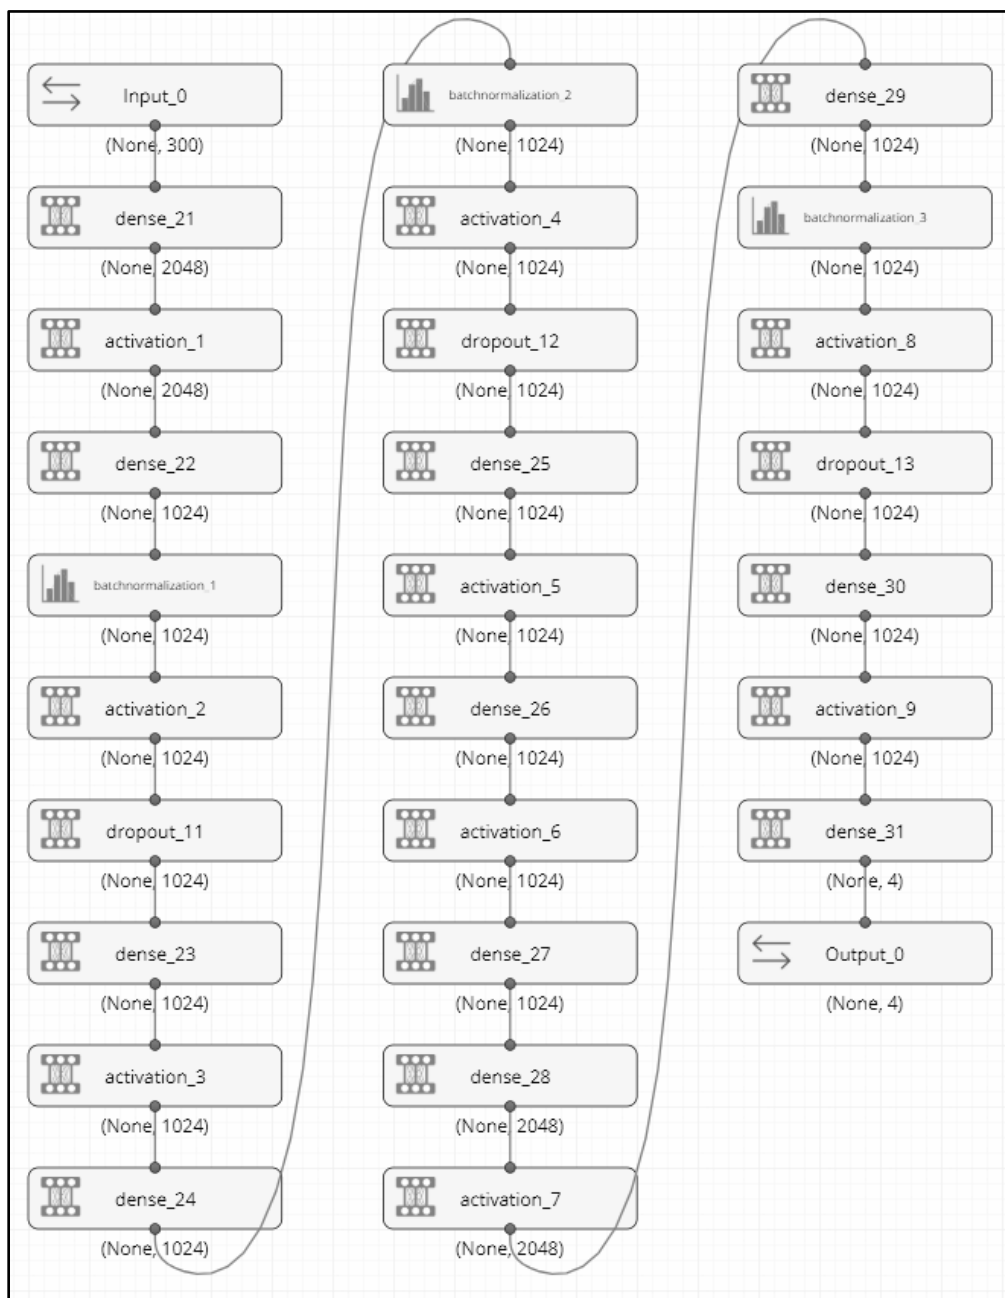 Input_0
(None, 300)
dense_21
(None, 2048)
activation_1
(None, 2048)
dense_22
(None, 1024)
batchnormalization_1
(None, 1024)
activation_2
(None, 1024)
dropout_11
(None, 1024)
dense_23
(None, 1024)
activation_3
(None, 1024)
dense_24
(None, 1024)
batchnormalization_2
(None, 1024)
activation_4
(None, 1024)
dropout_12
(None, 1024)
dense_25
(None, 1024)
activation_5
(None, 1024)
dense_26
(None, 1024)
activation_6
(None, 1024)
dense_27
(None, 1024)
dense_28
(None, 2048)
activation_7
(None, 2048)
dense_29
(None, 1024)
batchnormalization_3
(None, 1024)
activation_8
(None, 1024)
dropout_13
(None, 1024)
dense_30
(None, 1024)
activation_9
(None, 1024)
dense_31
(None, 4)
Output_0
(None, 4)